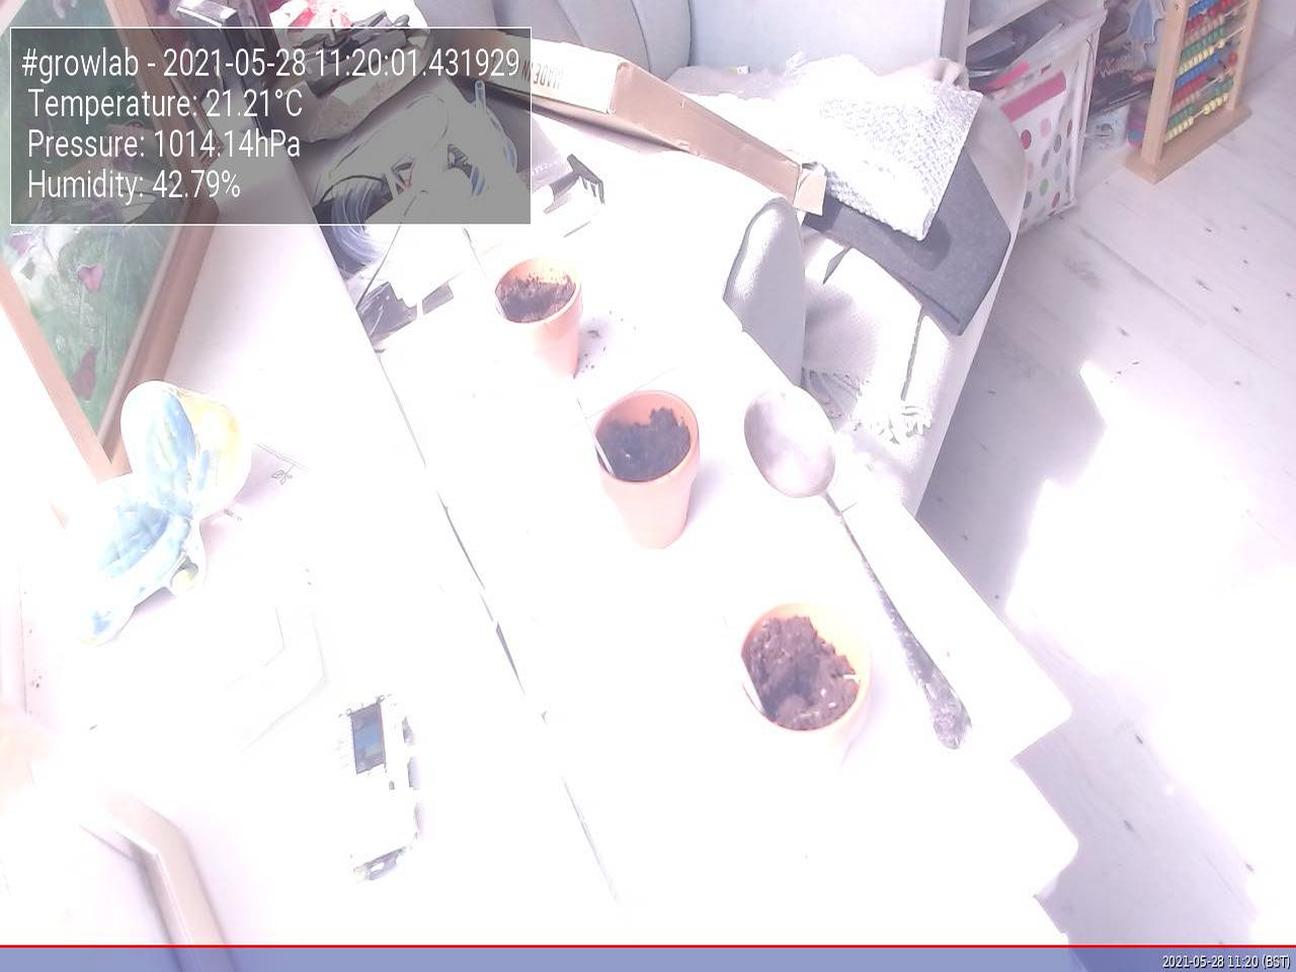 #growlab - 2021-05-28 11:20:01.431929
Temperature: 21.21°C
Pressure: 1014.14hPa
Humidity: 42.79%
2021-05-28 11:20 (BST)